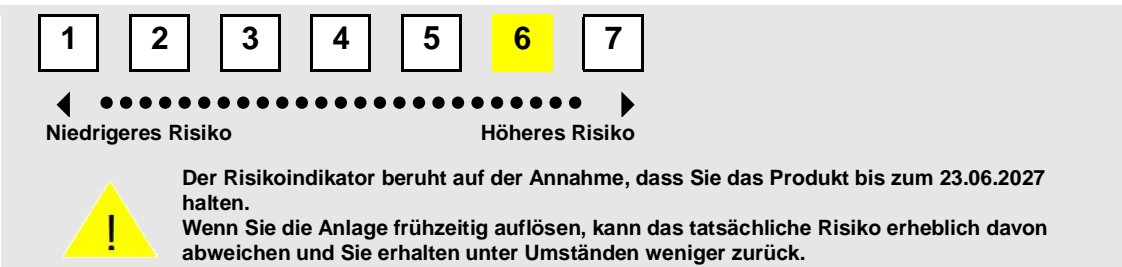 1 2 3 4 5 6 7
Niedrigeres Risiko Höheres Risiko
Der Risikoindikator beruht auf der Annahme, dass Sie das Produkt bis zum 23.06.2027
halten.
Wenn Sie die Anlage frühzeitig auflösen, kann das tatsächliche Risiko erheblich davon
abweichen und Sie erhalten unter Umständen weniger zurück.
!